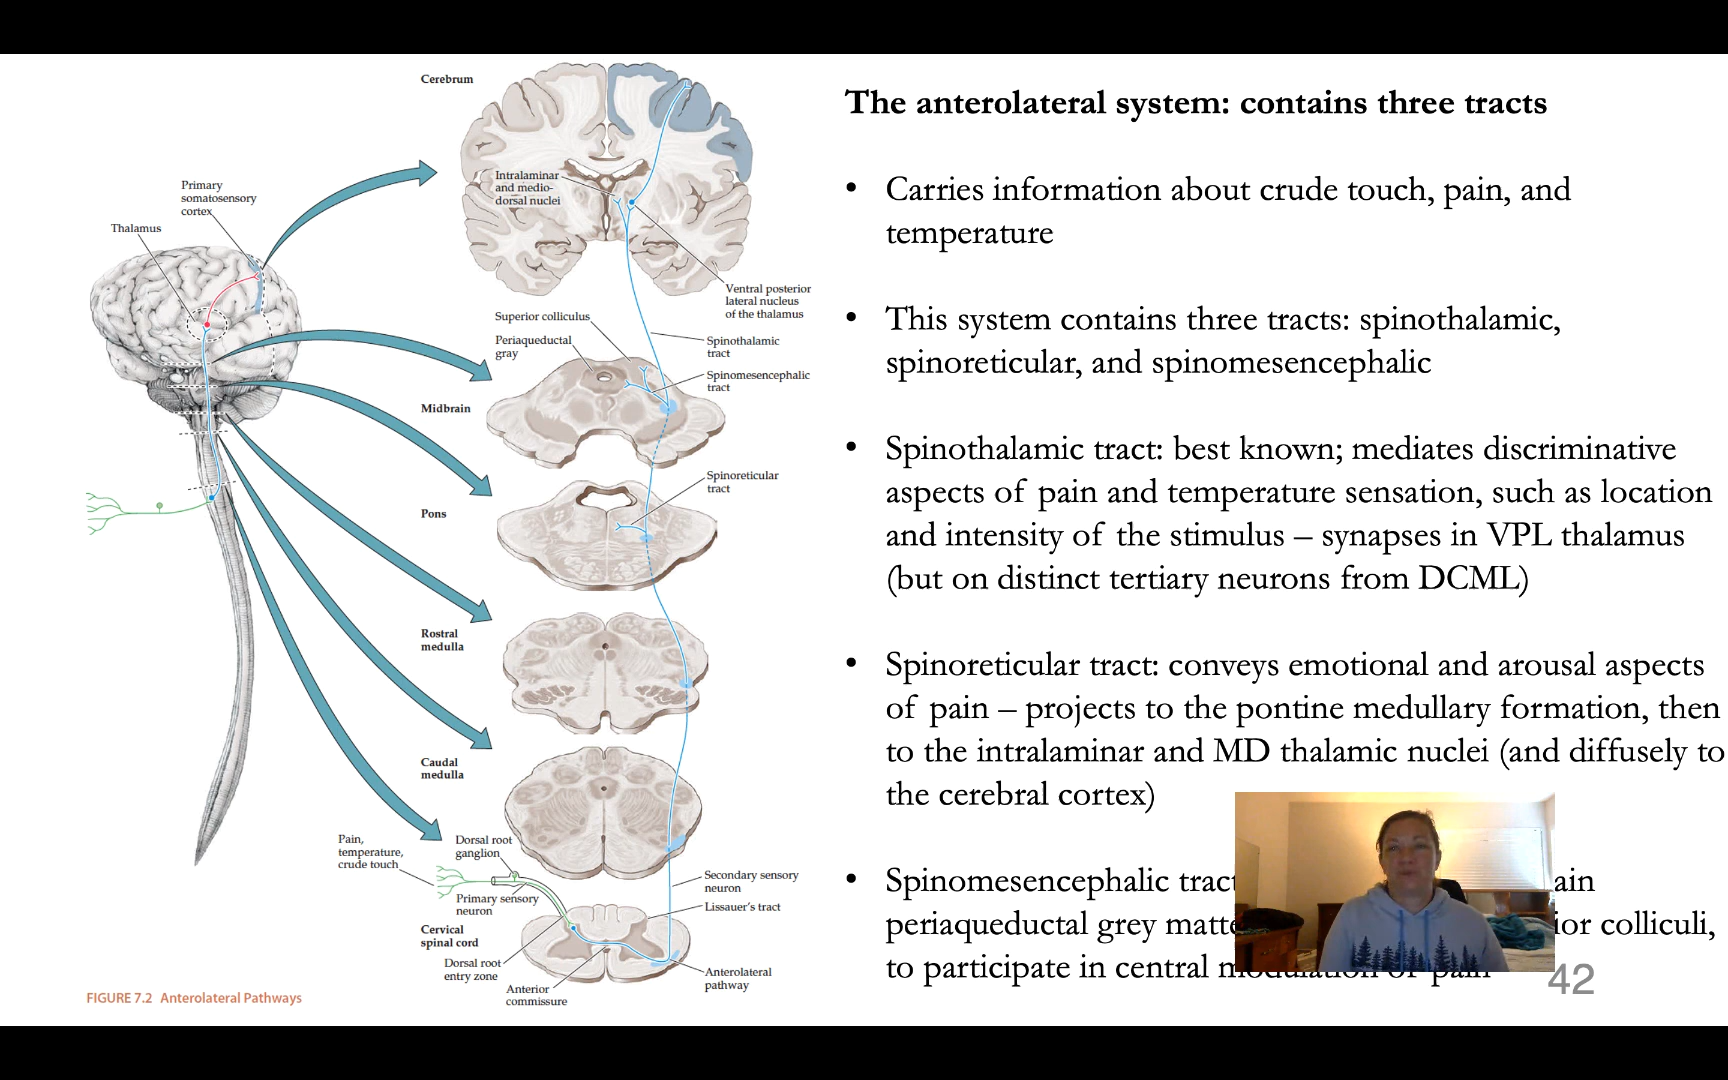 Cerebrum
Primary
somatosensory
cortex
Thalamus
Intralaminar
and medio-
dorsal nuclei
Ventral posterior
lateral nucleus
of the thalamus
Superior colliculus
Periaqueductal
gray
Spinothalamic
tract
Spinomesencephalic
tract
Midbrain
Spinoreticular
tract
Pons
Rostral
medulla
Caudal
medulla
Pain,
temperature,
crude touch
Dorsal root
ganglion
Primary sensory
neuron
Secondary sensory
neuron
Lissauer's tract
Cervical
spinal cord
Dorsal root
entry zone
Anterior
commissure
Anterolateral
pathway
FIGURE 7.2 Anterolateral Pathways
The anterolateral system: contains three tracts
• Carries information about crude touch, pain, and
temperature
• This system contains three tracts: spinothalamic,
spinoreticular, and spinomesencephalic
• Spinothalamic tract: best known; mediates discriminative
aspects of pain and temperature sensation, such as location
and intensity of the stimulus – synapses in VPL thalamus
(but on distinct tertiary neurons from DCML)
• Spinoreticular tract: conveys emotional and arousal aspects
of pain – projects to the pontine medullary formation, then
to the intralaminar and MD thalamic nuclei (and diffusely to
the cerebral cortex)
• Spinomesencephalic tract
periaqueductal grey colliculi,
to participate in central modulation of pain
42